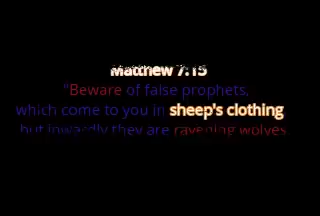 Matthew 7:15
"Beware of false prophets,
which come to you in sheep's clothing
but inwardly they are ravening wolves